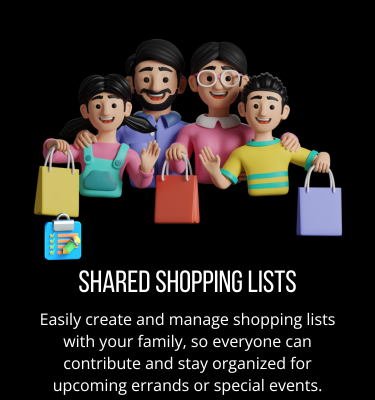 SHARED SHOPPING LISTS
Easily create and manage shopping lists
with your family, so everyone can
contribute and stay organized for
upcoming errands or special events.